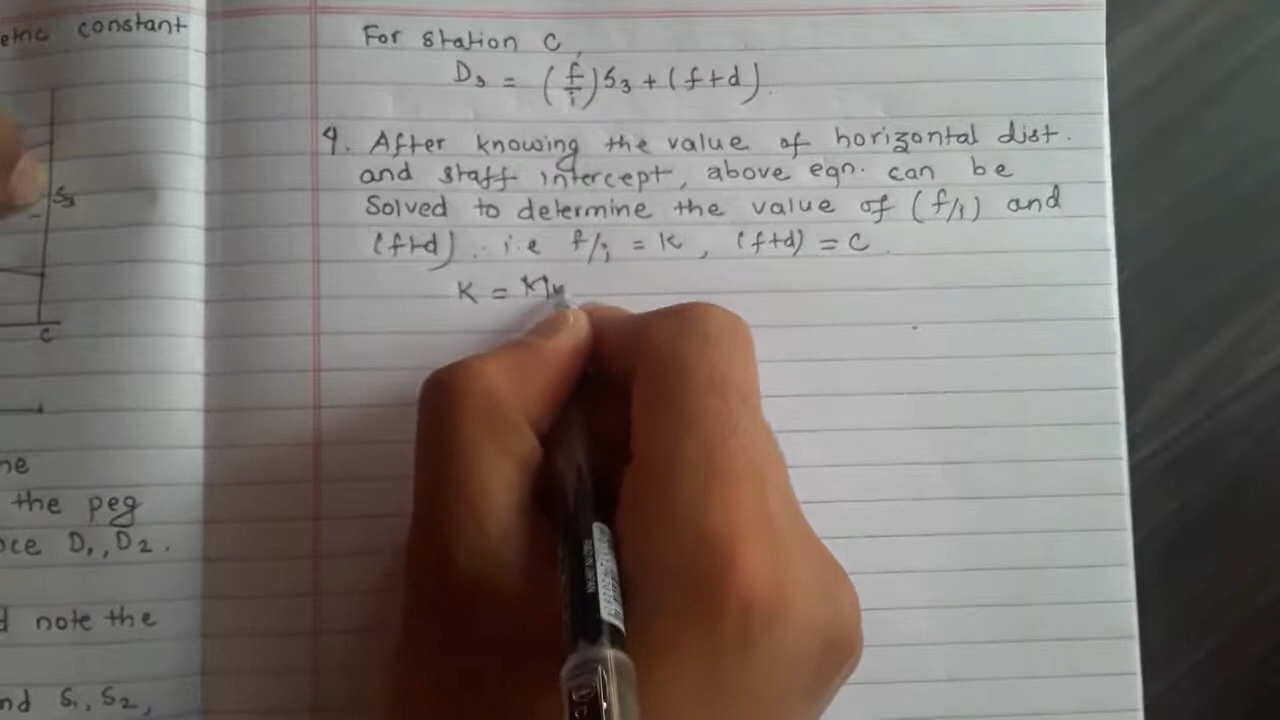 constant
S3
C
the peg
D1, D2.
note the
S1, S2,
For station C,
D3 = (f/i)S3 + (f+d).
4. After knowing the value of horizontal dist.
and staff intercept, above eqn. can be
Solved to determine the value of (f/i) and
(f+d). i.e f/i = K, (f+d) = C.
K =